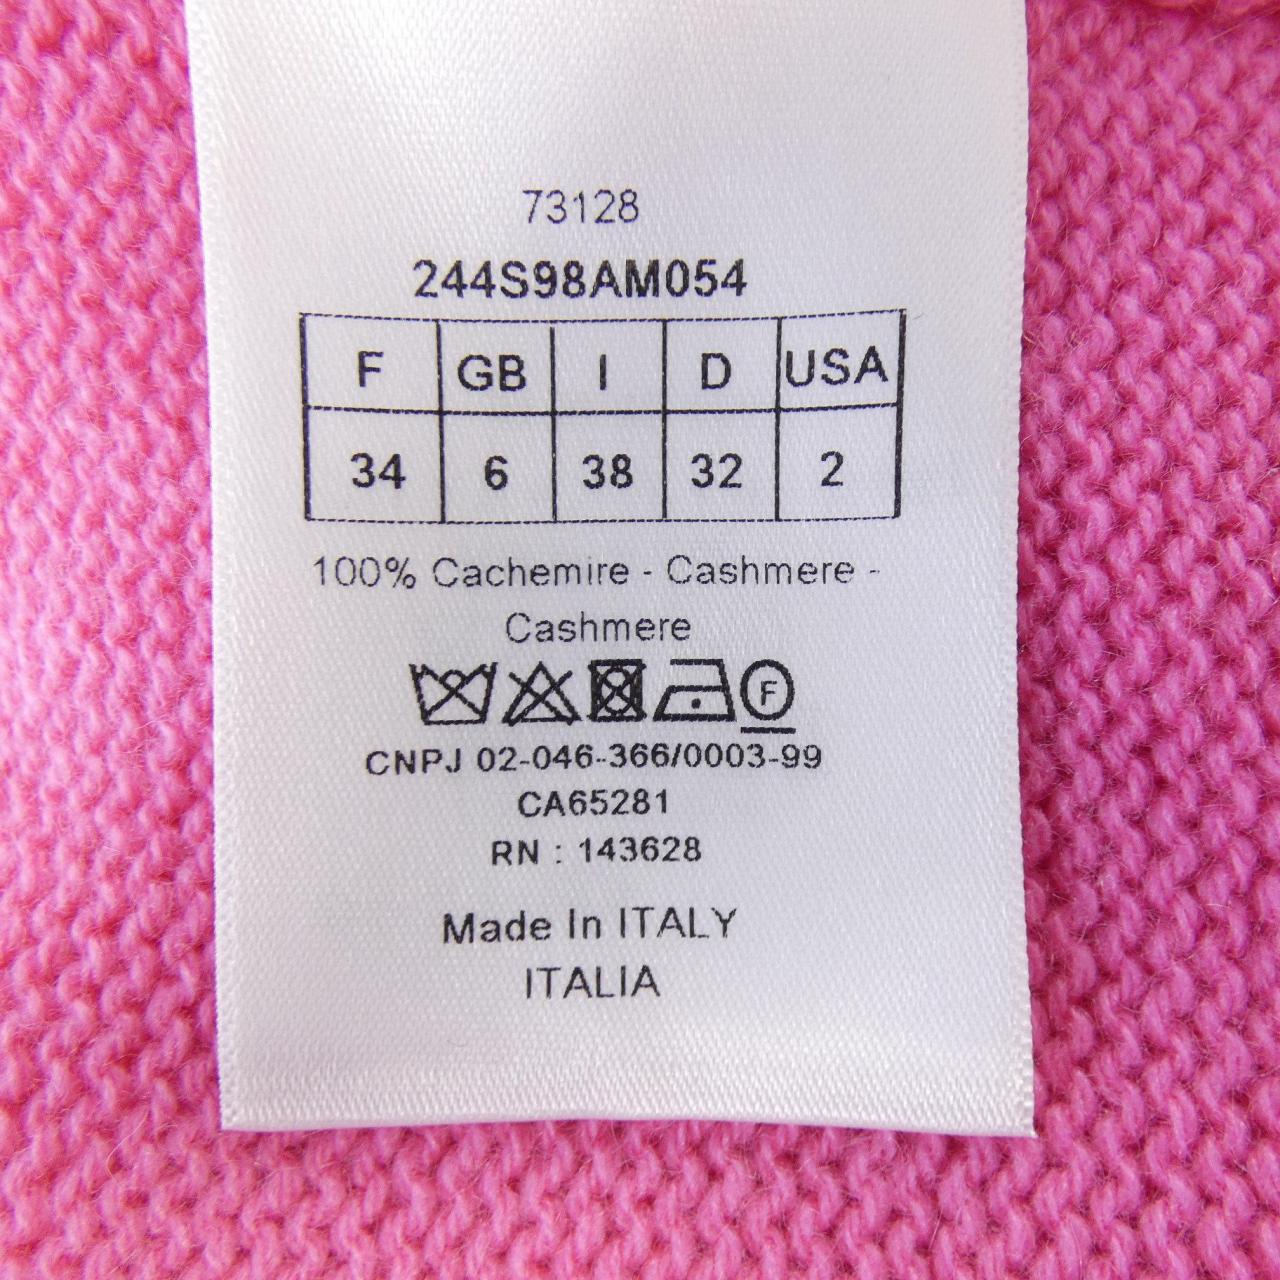 73128
244S98AM054
F GB I D USA
34 6 38 32 2
100% Cachemire - Cashmere -
Cashmere
F
CNPJ 02-046-366/0003-99
CA65281
RN : 143628
Made In ITALY
ITALIA